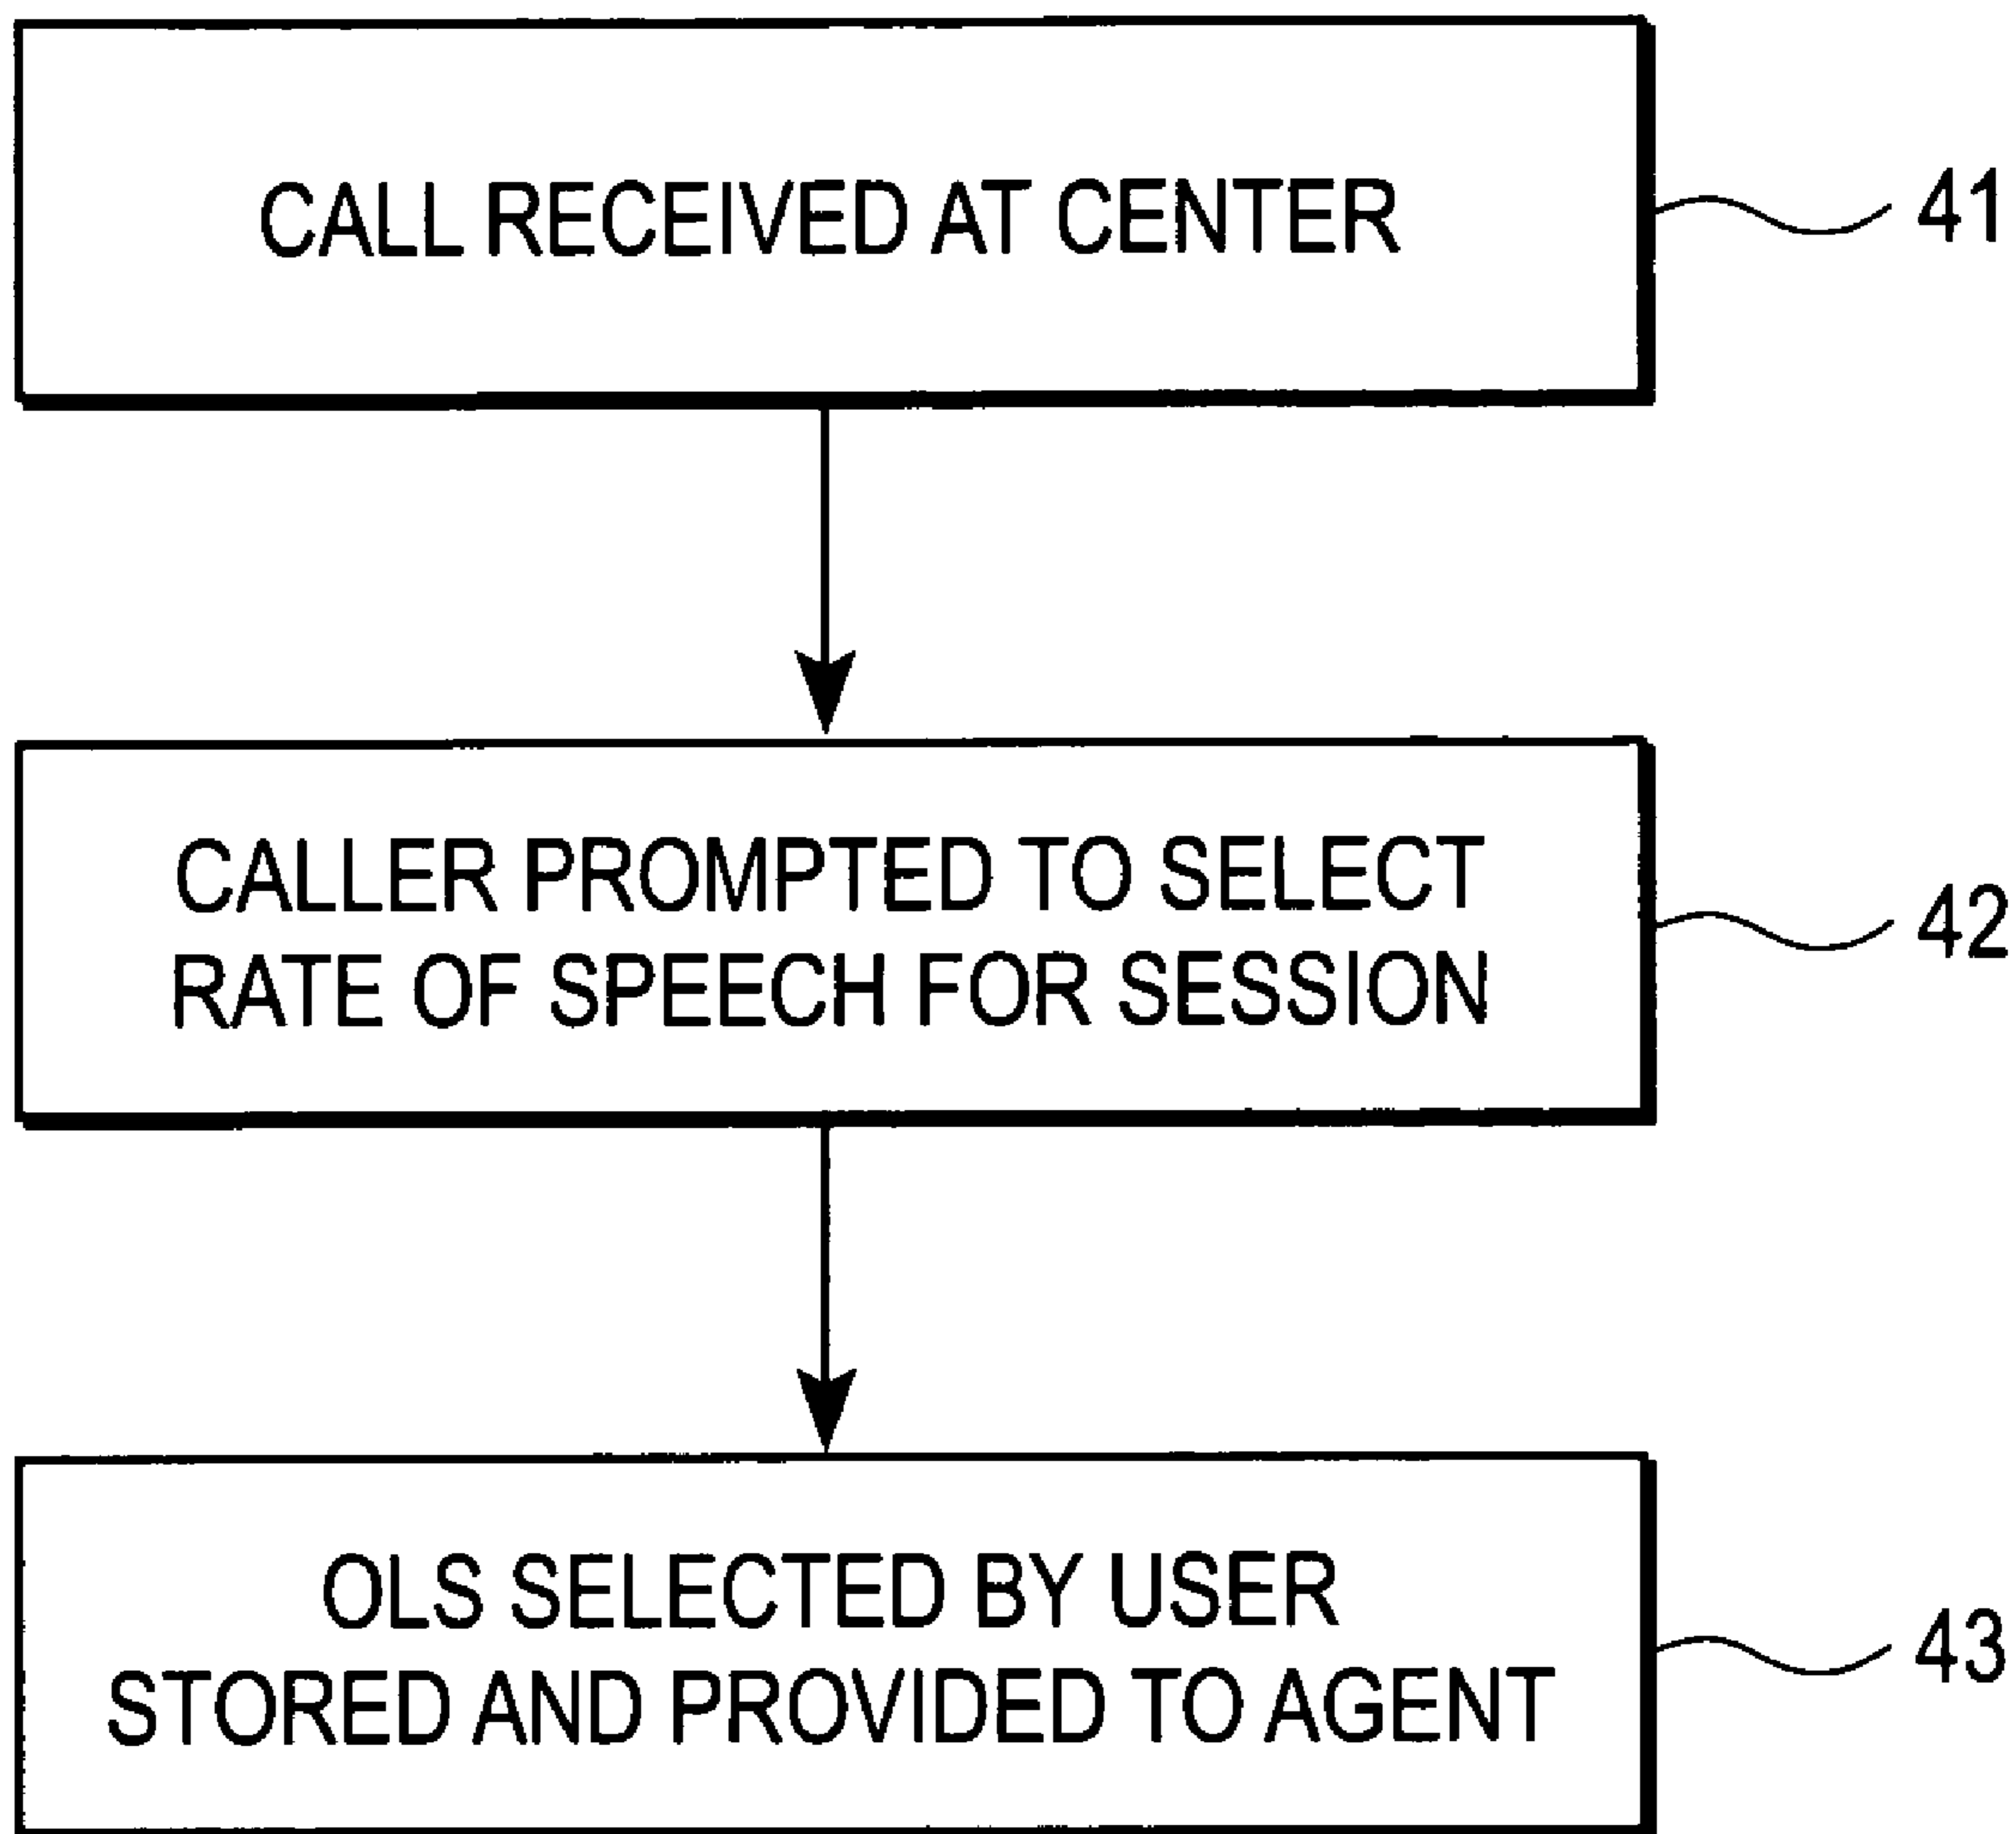 CALL RECEIVED AT CENTER
41
CALLER PROMPTED TO SELECT
RATE OF SPEECH FOR SESSION
42
OLS SELECTED BY USER
STORED AND PROVIDED TO AGENT
43